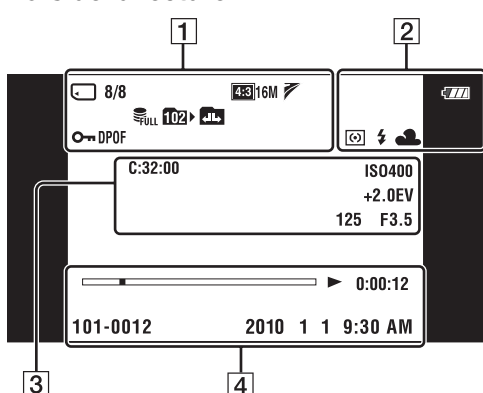 1 2
8/8 4:3 16M
FULL 102
DPOF
C:32:00 ISO400
+2.0EV
125 F3.5
0:00:12
101-0012 2010 1 1 9:30 AM
3 4